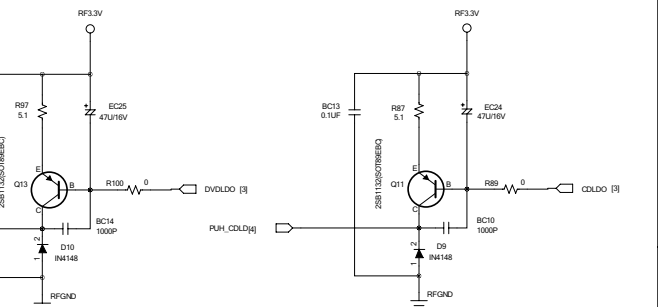 RF3.3V
RF3.3V
R97
5.1
EC25
47U/16V
BC13
0.1UF
R87
5.1
EC24
47U/16V
2SB1132(SOT89EBC)
E
Q13
B
C
R100
0
DVDLDO [3]
2SB1132(SOT89EBC)
E
Q11
B
C
R89
0
CDLDO [3]
BC14
1000P
PUH_CDLD[4]
BC10
1000P
2
1
D10
IN4148
2
1
D9
IN4148
RFGND
RFGND